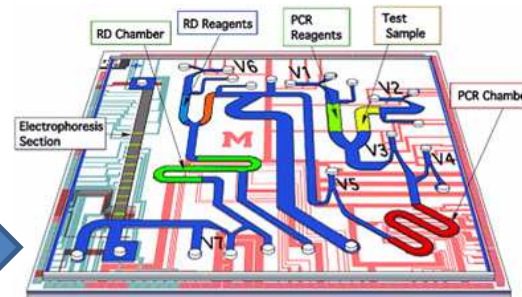 RD Reagents
RD Chamber
PCR
Reagents
Test
Sample
V6
V1
V2
PCR Chambe
Electrophoresis
Section
M
V3
V4
V5
V7